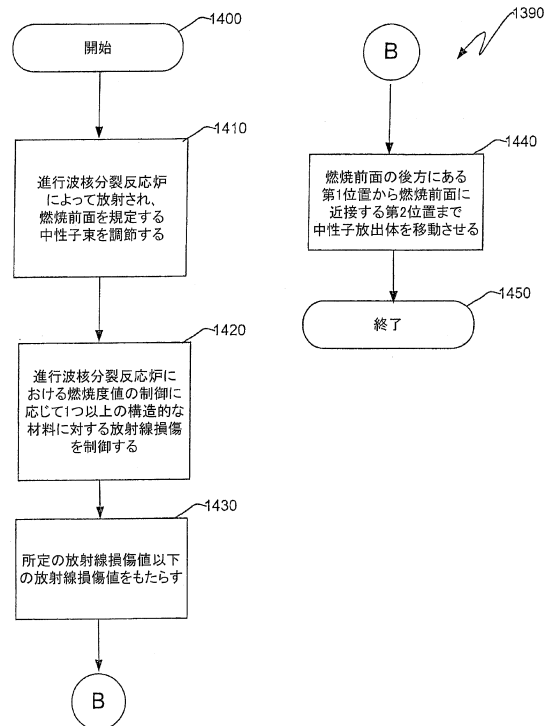 1400
開始
1410
進行波核分裂反応炉
によって放射され、
燃焼前面を規定する
中性子束を調節する
1420
進行波核分裂反応炉に
おける燃焼度値の制御に
応じて1つ以上の構造的な
材料に対する放射線損傷
を制御する
1430
所定の放射線損傷値以下
の放射線損傷値をもたらす
B
1390
B
1440
燃焼前面の後方にある
第1位置から燃焼前面に
近接する第2位置まで
中性子放出体を移動させる
1450
終了